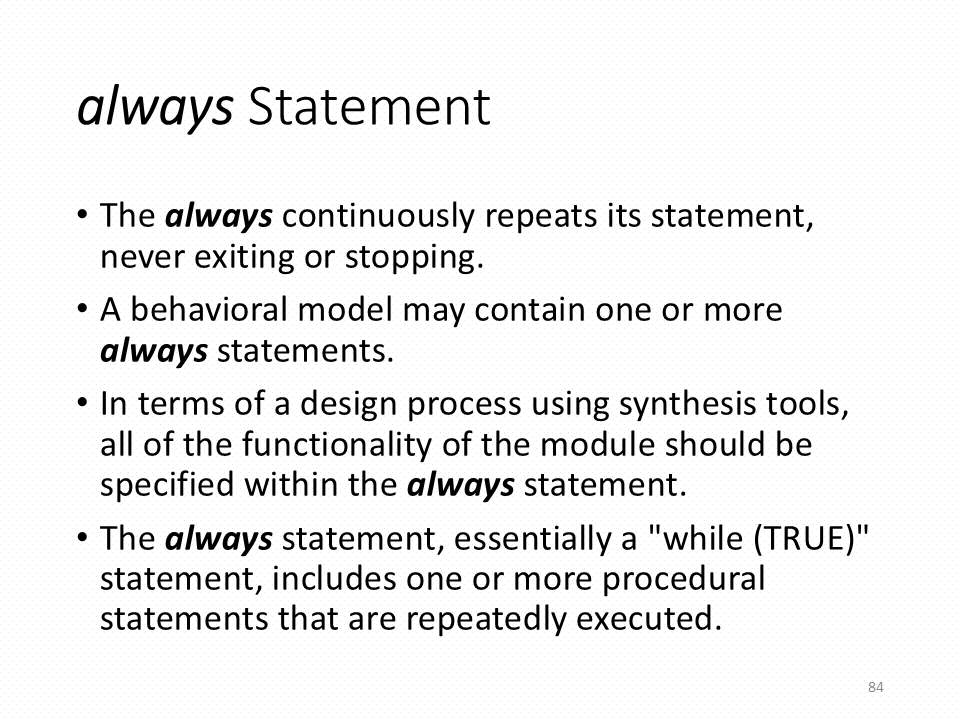 always Statement
• The always continuously repeats its statement,
never exiting or stopping.
• A behavioral model may contain one or more
always statements.
• In terms of a design process using synthesis tools,
all of the functionality of the module should be
specified within the always statement.
• The always statement, essentially a "while (TRUE)"
statement, includes one or more procedural
statements that are repeatedly executed.
84